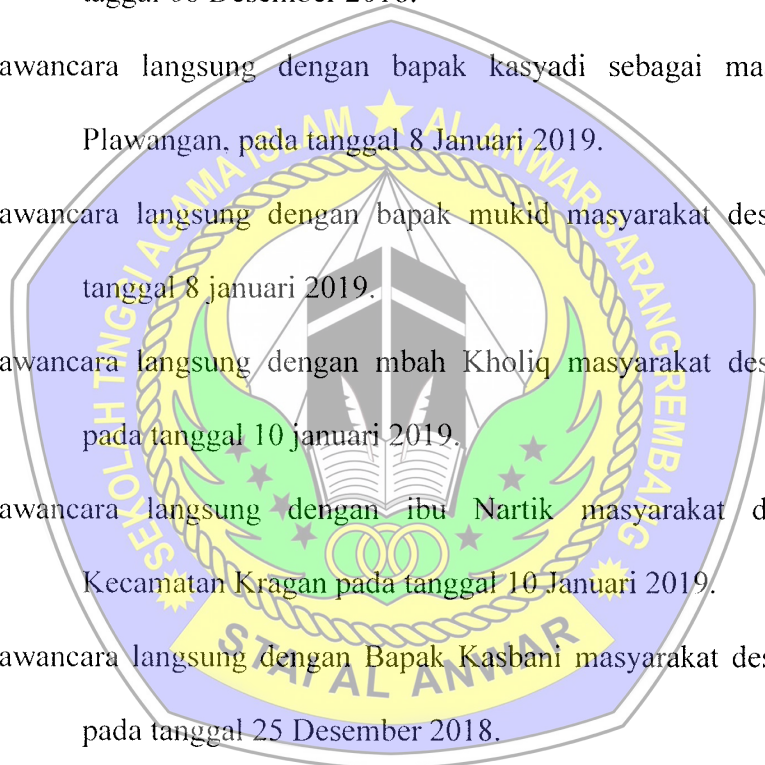 taggal 08 Desember 2018.
awancara langsung dengan bapak kasyadi sebagai ma
Plawangan, pada tanggal 8 Januari 2019.
awancara langsung dengan bapak mukid masyarakat des
tanggal 8 januari 2019.
awancara langsung dengan mbah Kholiq masyarakat des
pada tanggal 10 januari 2019.
awancara langsung dengan ibu Nartik masyarakat d
Kecamatan Kragan pada tanggal 10 Januari 2019.
awancara langsung dengan Bapak Kasbani masyarakat des
pada tanggal 25 Desember 2018.
SEKOLAH TINGGI AGAMA ISLAM AL ANWAR SARANG REMBANG
STAI AL ANWAR